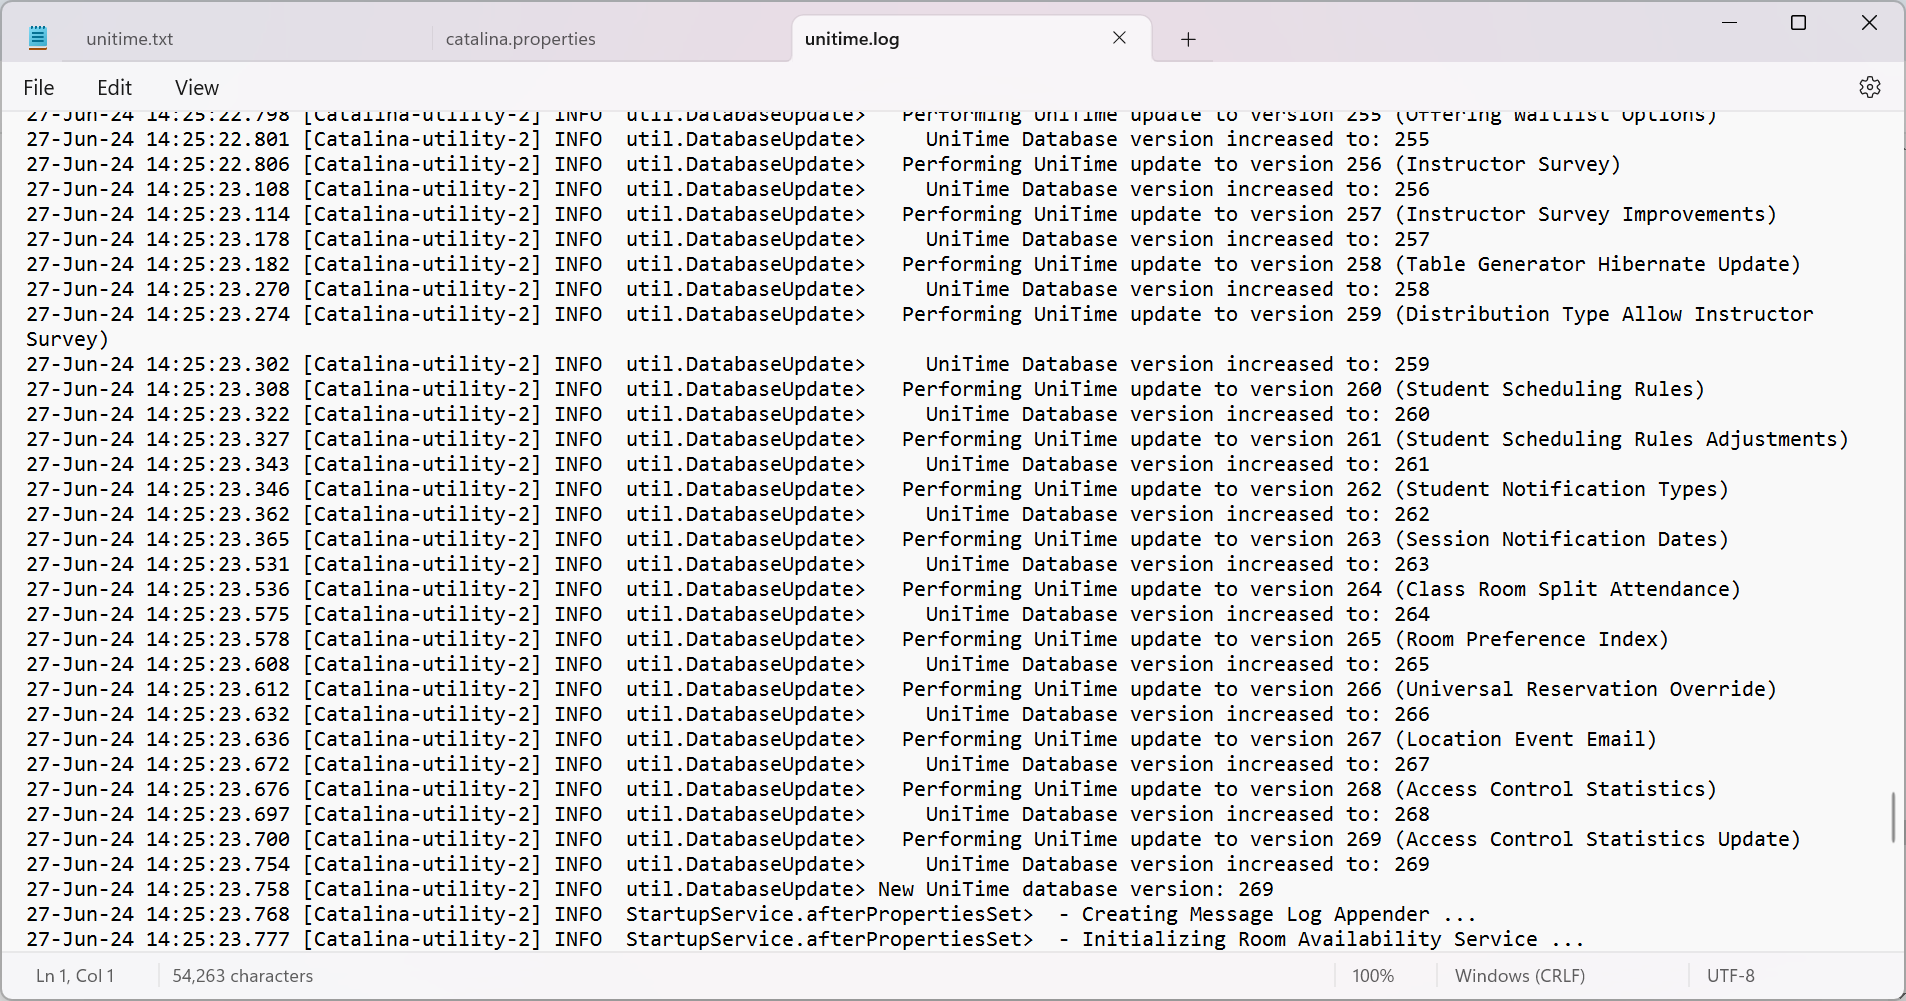 unitime.txt
catalina.properties
unitime.log
File
Edit
View
27-Jun-24 14:25:22.798 [Catalina-utility-2] INFO  util.DatabaseUpdate>   Performing UniTime update to version 255 (Offering Waitlist Options)
27-Jun-24 14:25:22.801 [Catalina-utility-2] INFO  util.DatabaseUpdate>     UniTime Database version increased to: 255
27-Jun-24 14:25:22.806 [Catalina-utility-2] INFO  util.DatabaseUpdate>   Performing UniTime update to version 256 (Instructor Survey)
27-Jun-24 14:25:23.108 [Catalina-utility-2] INFO  util.DatabaseUpdate>     UniTime Database version increased to: 256
27-Jun-24 14:25:23.114 [Catalina-utility-2] INFO  util.DatabaseUpdate>   Performing UniTime update to version 257 (Instructor Survey Improvements)
27-Jun-24 14:25:23.178 [Catalina-utility-2] INFO  util.DatabaseUpdate>     UniTime Database version increased to: 257
27-Jun-24 14:25:23.182 [Catalina-utility-2] INFO  util.DatabaseUpdate>   Performing UniTime update to version 258 (Table Generator Hibernate Update)
27-Jun-24 14:25:23.270 [Catalina-utility-2] INFO  util.DatabaseUpdate>     UniTime Database version increased to: 258
27-Jun-24 14:25:23.274 [Catalina-utility-2] INFO  util.DatabaseUpdate>   Performing UniTime update to version 259 (Distribution Type Allow Instructor
Survey)
27-Jun-24 14:25:23.302 [Catalina-utility-2] INFO  util.DatabaseUpdate>     UniTime Database version increased to: 259
27-Jun-24 14:25:23.308 [Catalina-utility-2] INFO  util.DatabaseUpdate>   Performing UniTime update to version 260 (Student Scheduling Rules)
27-Jun-24 14:25:23.322 [Catalina-utility-2] INFO  util.DatabaseUpdate>     UniTime Database version increased to: 260
27-Jun-24 14:25:23.327 [Catalina-utility-2] INFO  util.DatabaseUpdate>   Performing UniTime update to version 261 (Student Scheduling Rules Adjustments)
27-Jun-24 14:25:23.343 [Catalina-utility-2] INFO  util.DatabaseUpdate>     UniTime Database version increased to: 261
27-Jun-24 14:25:23.346 [Catalina-utility-2] INFO  util.DatabaseUpdate>   Performing UniTime update to version 262 (Student Notification Types)
27-Jun-24 14:25:23.362 [Catalina-utility-2] INFO  util.DatabaseUpdate>     UniTime Database version increased to: 262
27-Jun-24 14:25:23.365 [Catalina-utility-2] INFO  util.DatabaseUpdate>   Performing UniTime update to version 263 (Session Notification Dates)
27-Jun-24 14:25:23.531 [Catalina-utility-2] INFO  util.DatabaseUpdate>     UniTime Database version increased to: 263
27-Jun-24 14:25:23.536 [Catalina-utility-2] INFO  util.DatabaseUpdate>   Performing UniTime update to version 264 (Class Room Split Attendance)
27-Jun-24 14:25:23.575 [Catalina-utility-2] INFO  util.DatabaseUpdate>     UniTime Database version increased to: 264
27-Jun-24 14:25:23.578 [Catalina-utility-2] INFO  util.DatabaseUpdate>   Performing UniTime update to version 265 (Room Preference Index)
27-Jun-24 14:25:23.608 [Catalina-utility-2] INFO  util.DatabaseUpdate>     UniTime Database version increased to: 265
27-Jun-24 14:25:23.612 [Catalina-utility-2] INFO  util.DatabaseUpdate>   Performing UniTime update to version 266 (Universal Reservation Override)
27-Jun-24 14:25:23.632 [Catalina-utility-2] INFO  util.DatabaseUpdate>     UniTime Database version increased to: 266
27-Jun-24 14:25:23.636 [Catalina-utility-2] INFO  util.DatabaseUpdate>   Performing UniTime update to version 267 (Location Event Email)
27-Jun-24 14:25:23.672 [Catalina-utility-2] INFO  util.DatabaseUpdate>     UniTime Database version increased to: 267
27-Jun-24 14:25:23.676 [Catalina-utility-2] INFO  util.DatabaseUpdate>   Performing UniTime update to version 268 (Access Control Statistics)
27-Jun-24 14:25:23.697 [Catalina-utility-2] INFO  util.DatabaseUpdate>     UniTime Database version increased to: 268
27-Jun-24 14:25:23.700 [Catalina-utility-2] INFO  util.DatabaseUpdate>   Performing UniTime update to version 269 (Access Control Statistics Update)
27-Jun-24 14:25:23.754 [Catalina-utility-2] INFO  util.DatabaseUpdate>     UniTime Database version increased to: 269
27-Jun-24 14:25:23.758 [Catalina-utility-2] INFO  util.DatabaseUpdate> New UniTime database version: 269
27-Jun-24 14:25:23.768 [Catalina-utility-2] INFO  StartupService.afterPropertiesSet>  - Creating Message Log Appender ...
27-Jun-24 14:25:23.777 [Catalina-utility-2] INFO  StartupService.afterPropertiesSet>  - Initializing Room Availability Service ...
Ln 1, Col 1
54,263 characters
100%
Windows (CRLF)
UTF-8